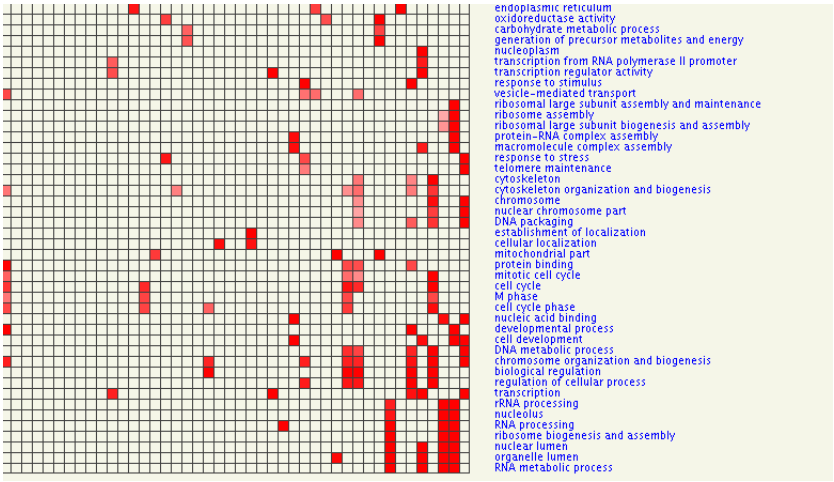 endoplasmic reticulum
oxidoreductase activity
carbohydrate metabolic process
generation of precursor metabolites and energy
nucleoplasm
transcription from RNA polymerase II promoter
transcription regulator activity
response to stimulus
vesicle-mediated transport
ribosomal large subunit assembly and maintenance
ribosome assembly
ribosomal large subunit biogenesis and assembly
protein-RNA complex assembly
macromolecule complex assembly
response to stress
telomere maintenance
cytoskeleton
cytoskeleton organization and biogenesis
chromosome
nuclear chromosome part
DNA packaging
establishment of localization
cellular localization
mitochondrial part
protein binding
mitotic cell cycle
cell cycle
M phase
cell cycle phase
nucleic acid binding
developmental process
cell development
DNA metabolic process
chromosome organization and biogenesis
biological regulation
regulation of cellular process
transcription
rRNA processing
nucleolus
RNA processing
ribosome biogenesis and assembly
nuclear lumen
organelle lumen
RNA metabolic process